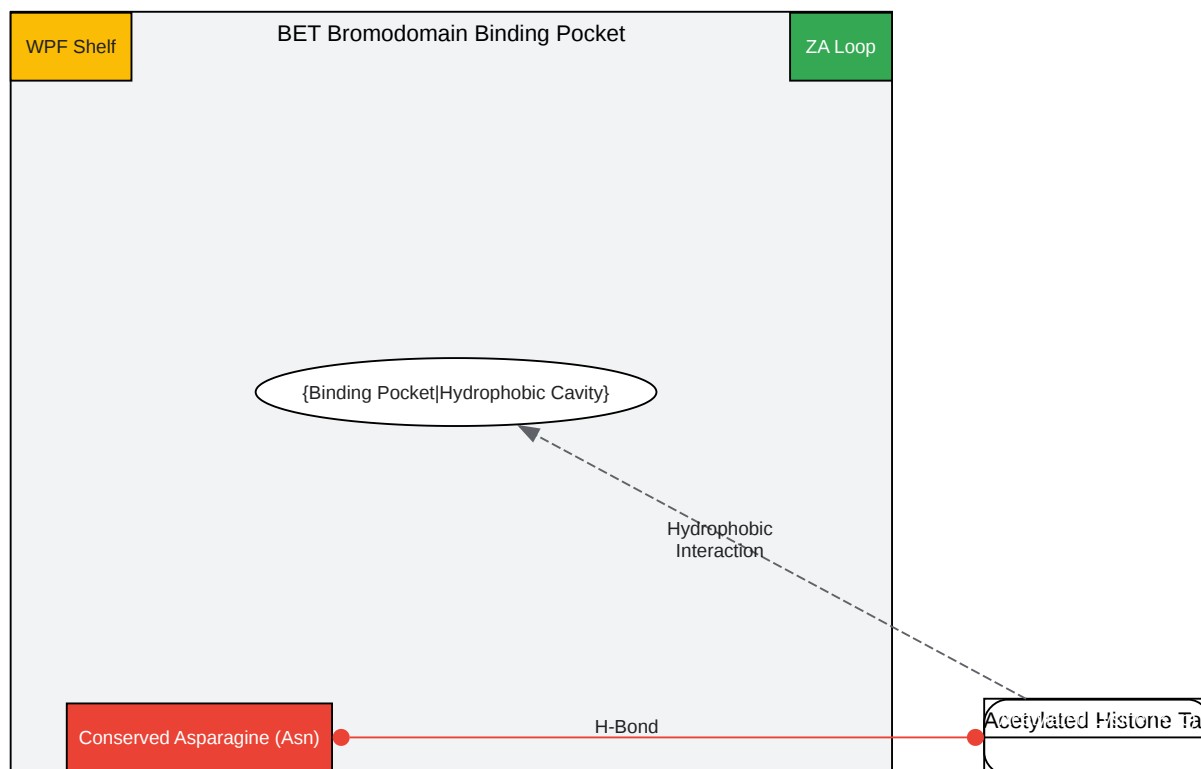 BET Bromodomain Binding Pocket
WPF Shelf
ZA Loop
{Binding Pocket|Hydrophobic Cavity}
Hydrophobic
Interaction
Conserved Asparagine (Asn)
H-Bond
Acetylated Histone Ta